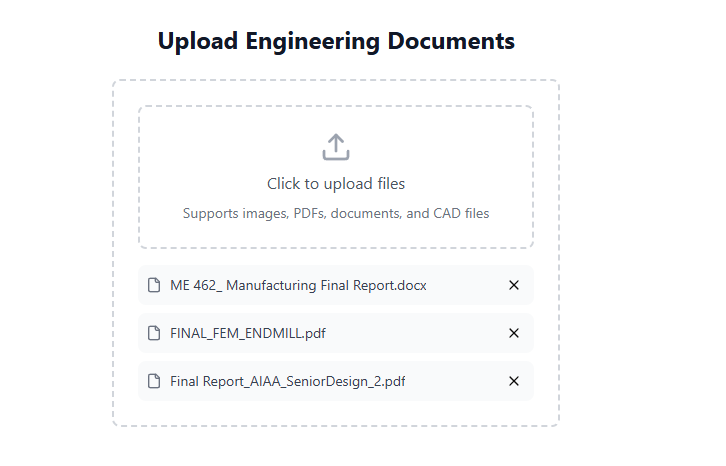 Upload Engineering Documents
Click to upload files
Supports images, PDFs, documents, and CAD files
ME 462_ Manufacturing Final Report.docx
FINAL_FEM_ENDMILL.pdf
Final Report_AIAA_SeniorDesign_2.pdf